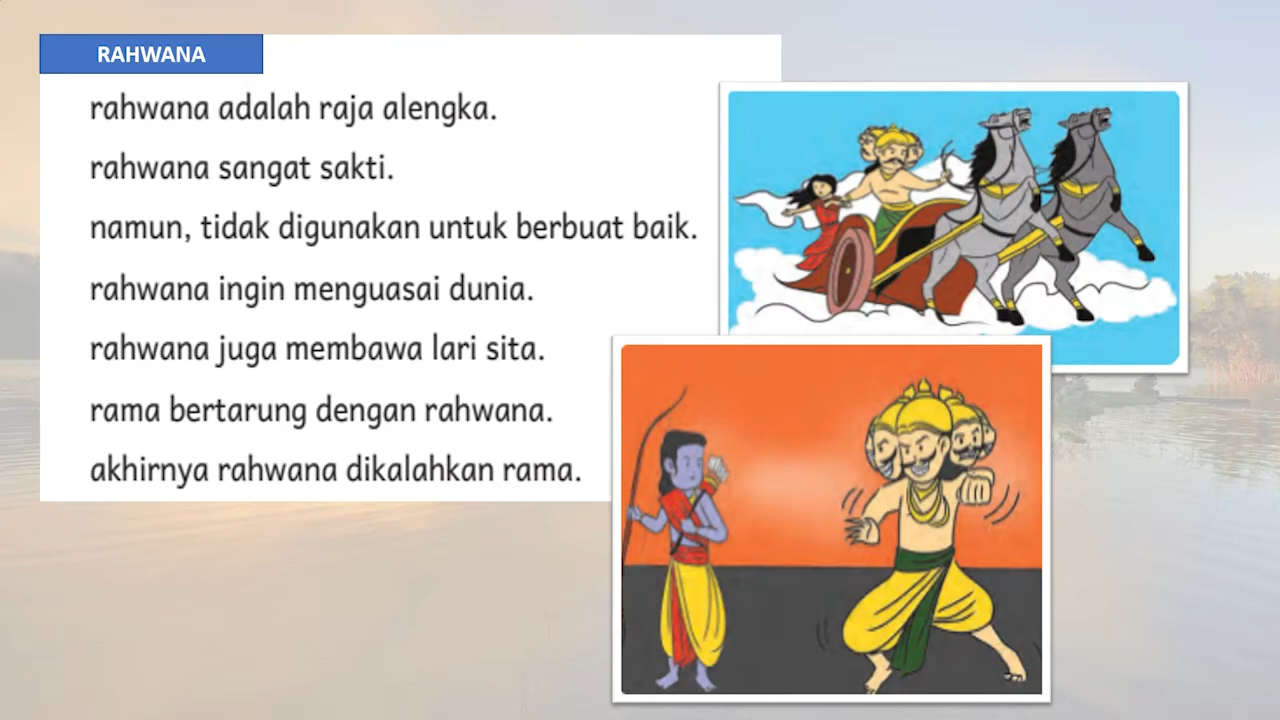 RAHWANA
rahwana adalah raja alengka.
rahwana sangat sakti.
namun, tidak digunakan untuk berbuat baik.
rahwana ingin menguasai dunia.
rahwana juga membawa lari sita.
rama bertarung dengan rahwana.
akhirnya rahwana dikalahkan rama.